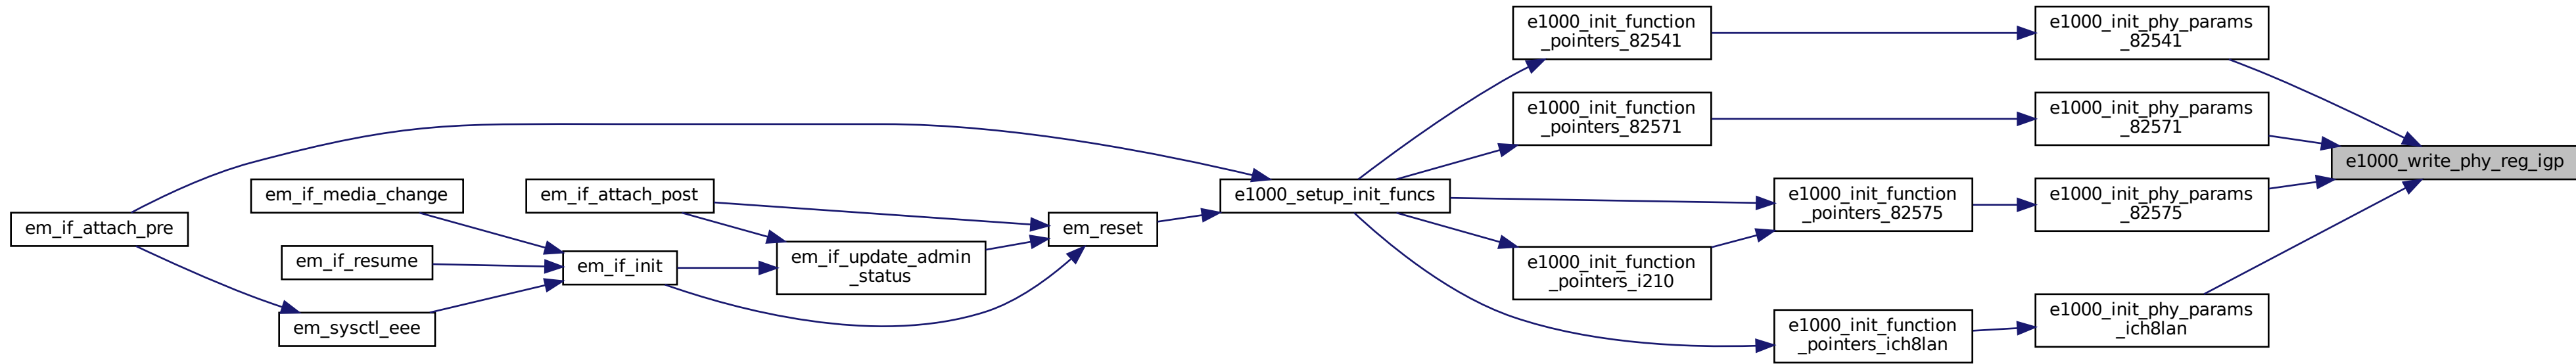 em_if_attach_pre
em_if_media_change
em_if_resume
em_sysctl_eee
em_if_attach_post
em_if_init
em_if_update_admin
_status
em_reset
e1000_setup_init_funcs
e1000_init_function
_pointers_82541
e1000_init_function
_pointers_82571
e1000_init_function
_pointers_i210
e1000_init_function
_pointers_82575
e1000_init_function
_pointers_ich8lan
e1000_init_phy_params
_82541
e1000_init_phy_params
_82571
e1000_init_phy_params
_82575
e1000_init_phy_params
_ich8lan
e1000_write_phy_reg_igp